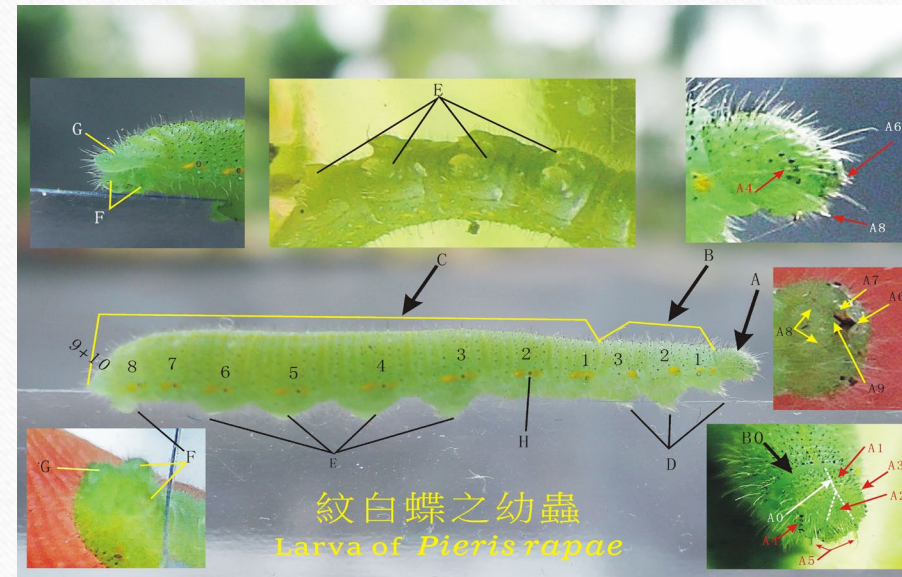 G
F
E
A6
A4
A8
C
B
A
A7
A6
A8
A9
9+10
8
7
6
5
4
3
2
1
3
2
1
F
E
H
D
G
F
B0
A1
A3
A2
A0
A4
A5
紋白蝶之幼蟲
Larva of Pieris rapae